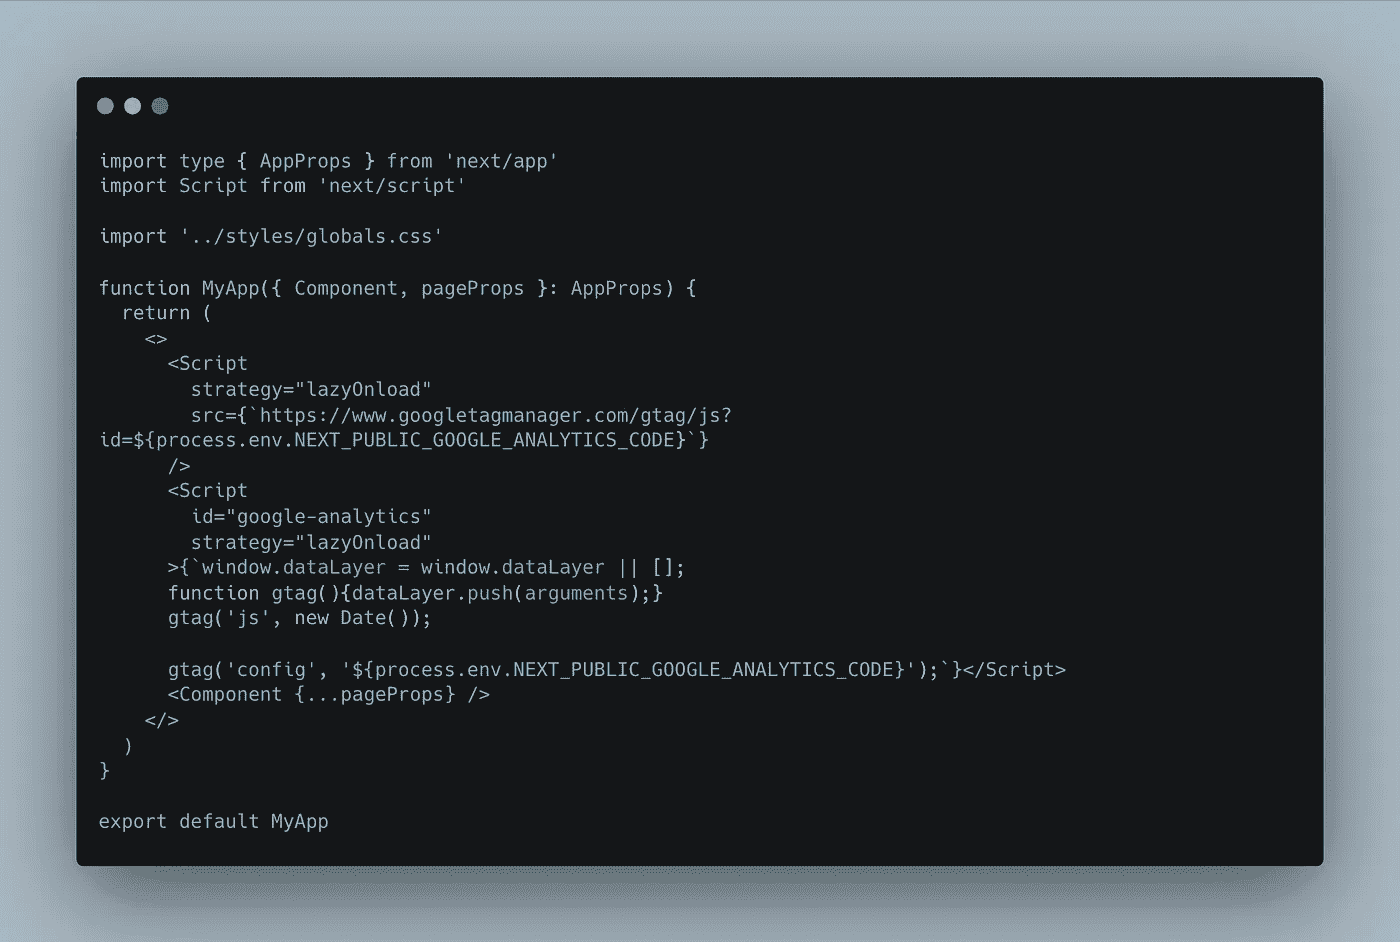 import type { AppProps } from 'next/app'
import Script from 'next/script'

import '../styles/globals.css'

function MyApp({ Component, pageProps }: AppProps) {
  return (
    <>
      <Script
        strategy="lazyOnload"
        src={`https://www.googletagmanager.com/gtag/js?
id=${process.env.NEXT_PUBLIC_GOOGLE_ANALYTICS_CODE}`}
      />
      <Script
        id="google-analytics"
        strategy="lazyOnload"
      >{`window.dataLayer = window.dataLayer || [];
      function gtag(){dataLayer.push(arguments);}
      gtag('js', new Date());

      gtag('config', '${process.env.NEXT_PUBLIC_GOOGLE_ANALYTICS_CODE}');`}</Script>
      <Component {...pageProps} />
    </>
  )
}

export default MyApp